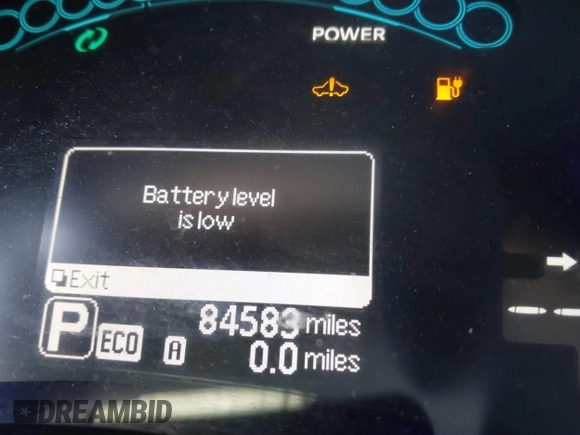 POWER
Battery level
is low
Exit
84583 miles
P ECO A 0.0 miles
DREAMBID